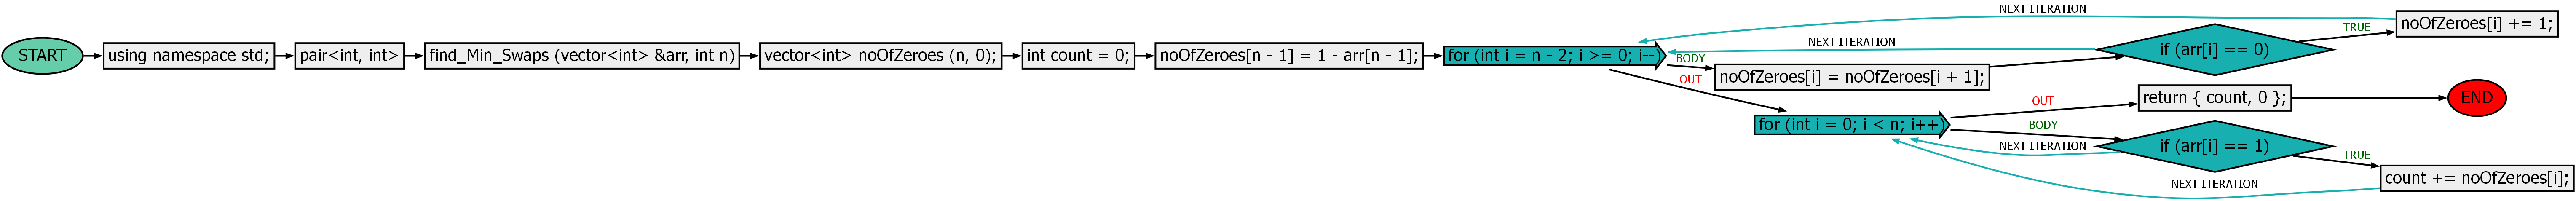 START
using namespace std;
pair<int, int>
find_Min_Swaps (vector<int> &arr, int n)
vector<int> noOfZeroes (n, 0);
int count = 0;
noOfZeroes[n - 1] = 1 - arr[n - 1];
for (int i = n - 2; i >= 0; i--)
BODY
noOfZeroes[i] = noOfZeroes[i + 1];
if (arr[i] == 0)
TRUE
noOfZeroes[i] += 1;
NEXT ITERATION
NEXT ITERATION
OUT
for (int i = 0; i < n; i++)
OUT
return { count, 0 };
END
BODY
if (arr[i] == 1)
NEXT ITERATION
TRUE
count += noOfZeroes[i];
NEXT ITERATION